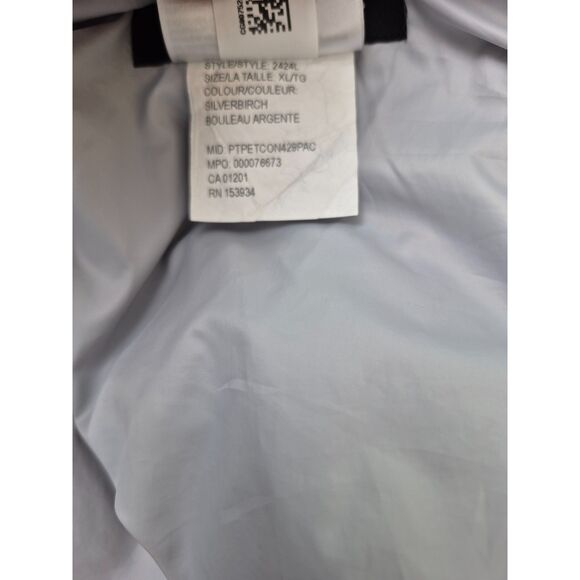 STYLE/STYLE: 2424L
SIZE/LA TAILLE: XL/TG
COLOUR/COULEUR:
SILVERBIRCH
BOULEAU ARGENTE
MID: PTPETCON429PAC
MPO: 000076673
CA 01201
RN 153934